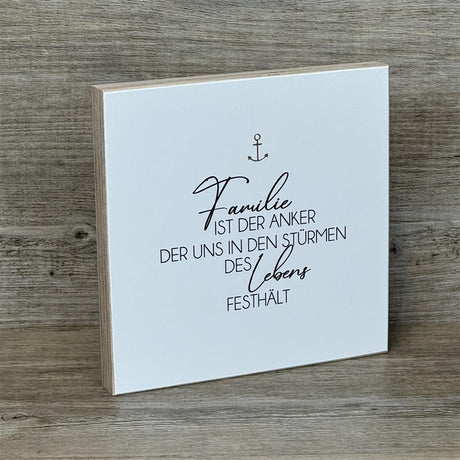 Familie
IST DER ANKER
DER UNS IN DEN STÜRMEN
DES Lebens
FESTHÄLT